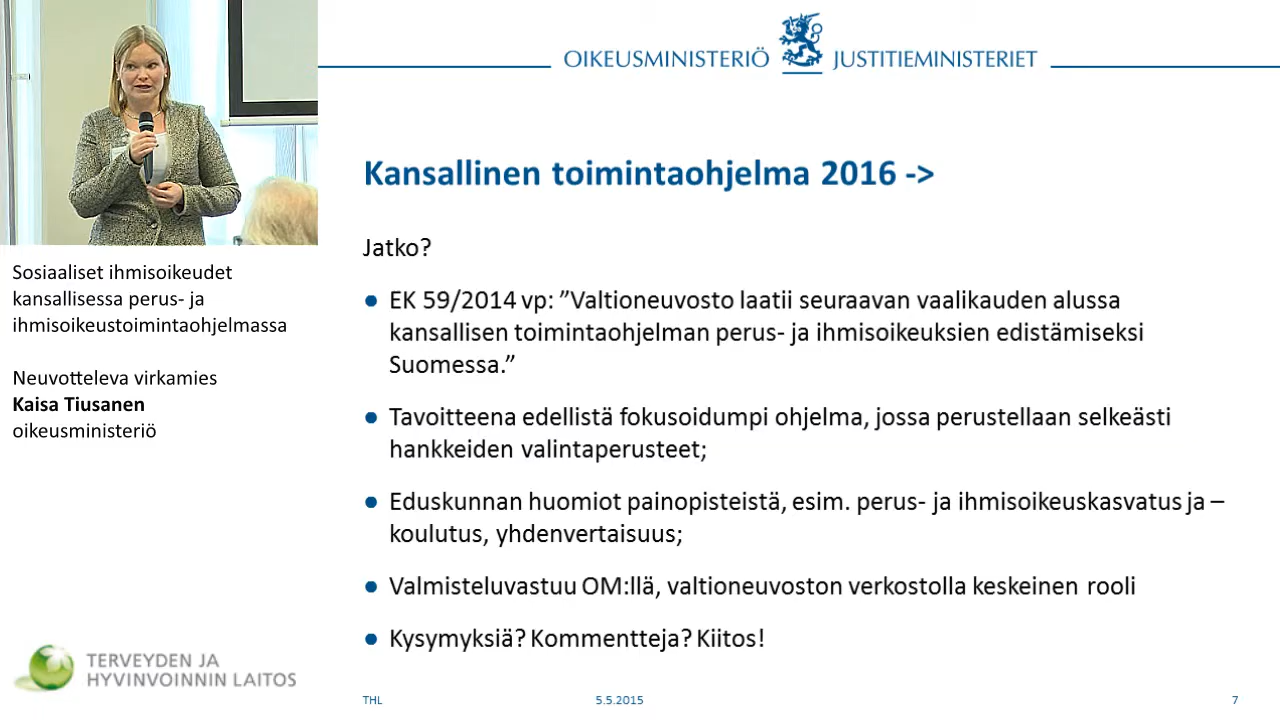 OIKEUSMINISTERIÖ JUSTITIEMINISTERIET
Kansallinen toimintaohjelma 2016 ->
Jatko?
● EK 59/2014 vp: ”Valtioneuvosto laatii seuraavan vaalikauden alussa
kansallisen toimintaohjelman perus- ja ihmisoikeuksien edistämiseksi
Suomessa.”
● Tavoitteena edellistä fokusoidumpi ohjelma, jossa perustellaan selkeästi
hankkeiden valintaperusteet;
● Eduskunnan huomiot painopisteistä, esim. perus- ja ihmisoikeuskasvatus ja –
koulutus, yhdenvertaisuus;
● Valmisteluvastuu OM:llä, valtioneuvoston verkostolla keskeinen rooli
● Kysymyksiä? Kommentteja? Kiitos!
THL 5.5.2015 7
Sosiaaliset ihmisoikeudet
kansallisessa perus- ja
ihmisoikeustoimintaohjelmassa
Neuvotteleva virkamies
Kaisa Tiusanen
oikeusministeriö
TERVEYDEN JA
HYVINVOINNIN LAITOS